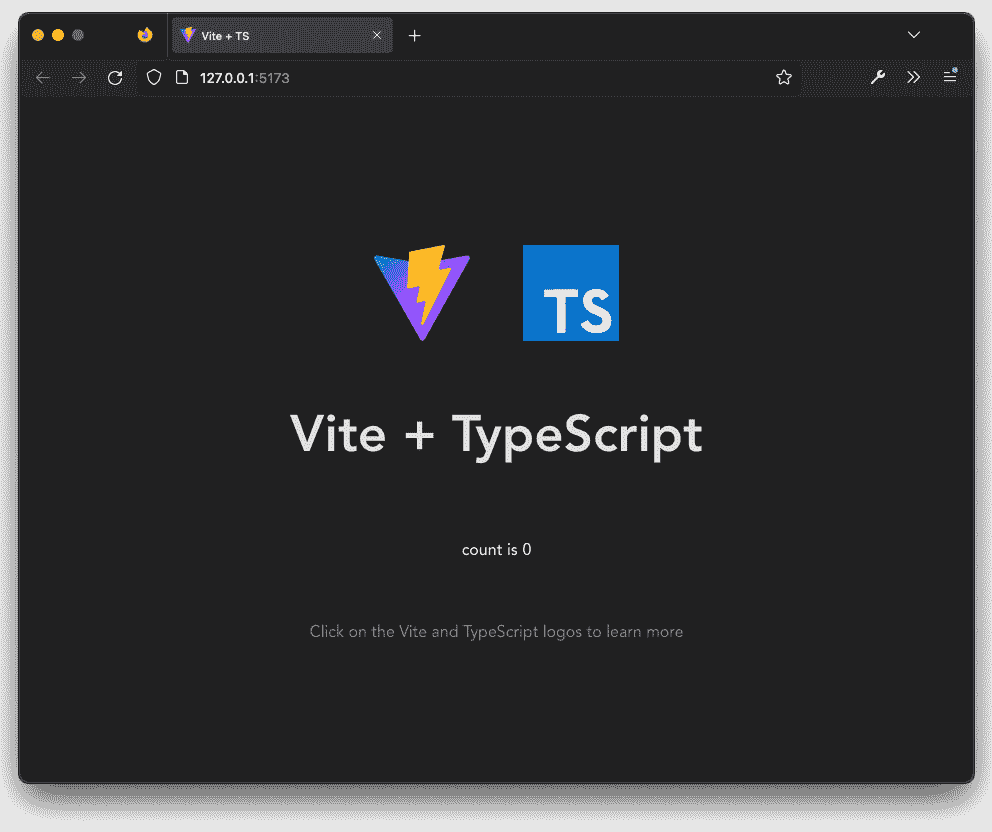 Vite + TS
127.0.0.1:5173
TS
Vite + TypeScript
count is 0
Click on the Vite and TypeScript logos to learn more